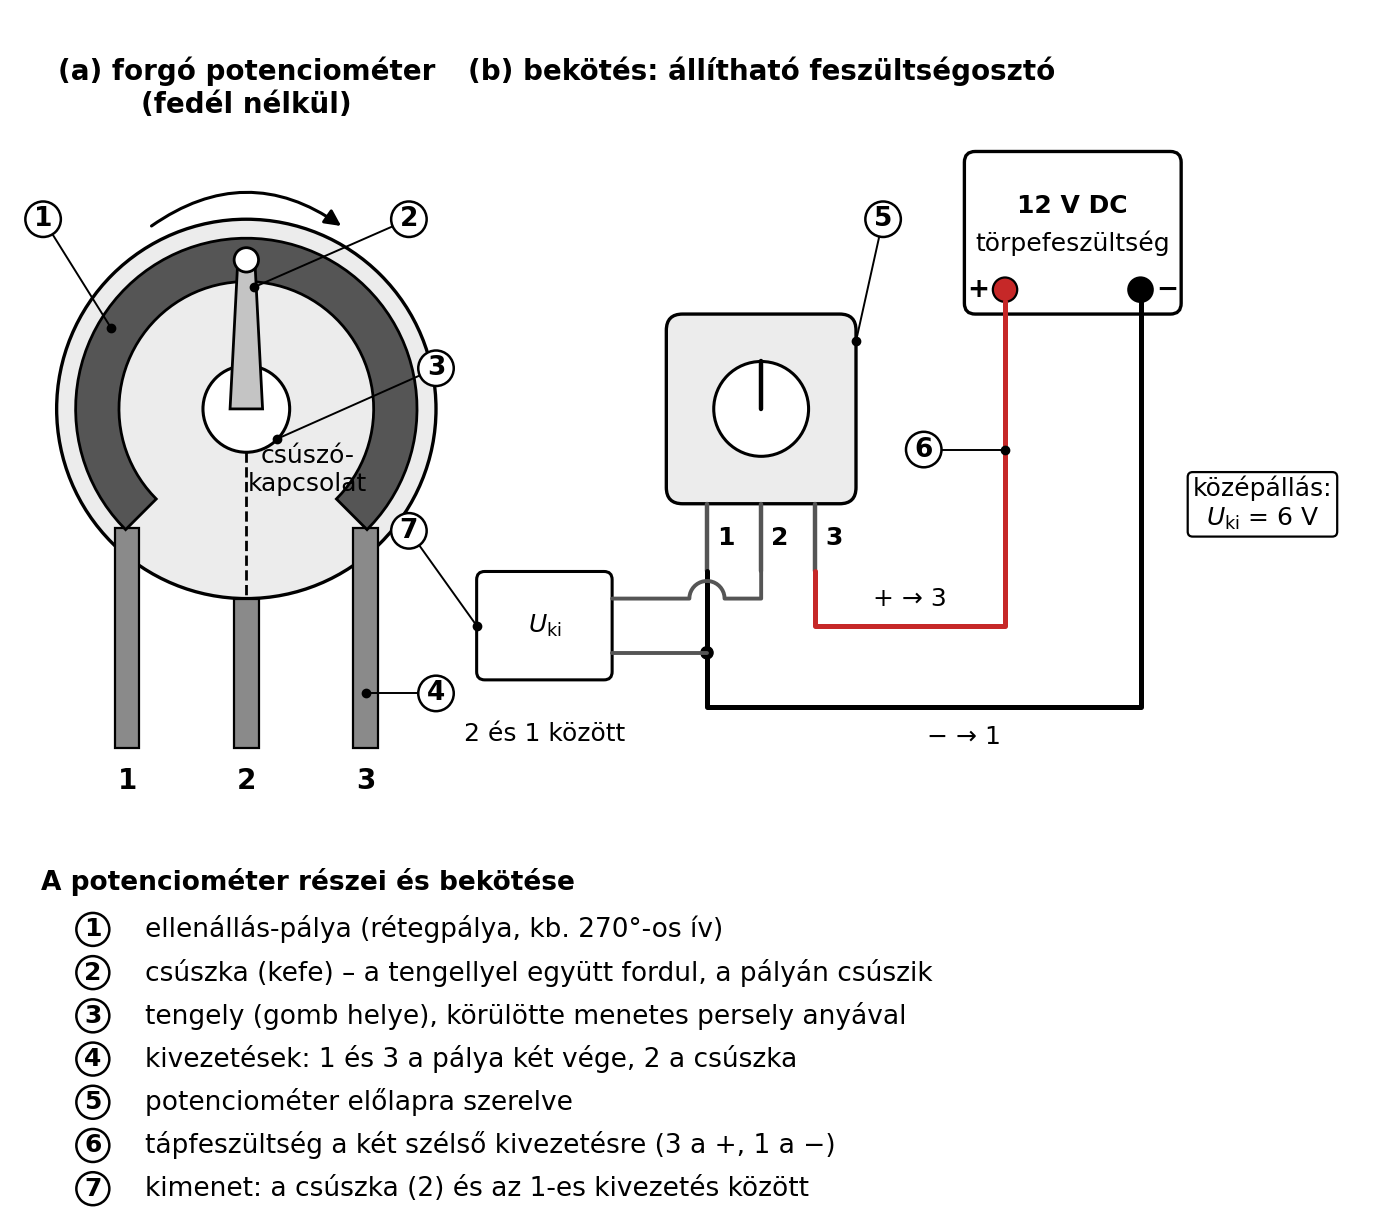 (a) forgó potenciométer
(fedél nélkül)
(b) bekötés: állítható feszültségosztó
1
2
3
csúszó-
kapcsolat
7
4
1
2
3
5
12 V DC
törpefeszültség
+
−
6
1
2
3
középállás:
Uki = 6 V
+ → 3
Uki
2 és 1 között
− → 1
A potenciométer részei és bekötése
1 ellenállás-pálya (rétegpálya, kb. 270°-os ív)
2 csúszka (kefe) – a tengellyel együtt fordul, a pályán csúszik
3 tengely (gomb helye), körülötte menetes persely anyával
4 kivezetések: 1 és 3 a pálya két vége, 2 a csúszka
5 potenciométer előlapra szerelve
6 tápfeszültség a két szélső kivezetésre (3 a +, 1 a −)
7 kimenet: a csúszka (2) és az 1-es kivezetés között